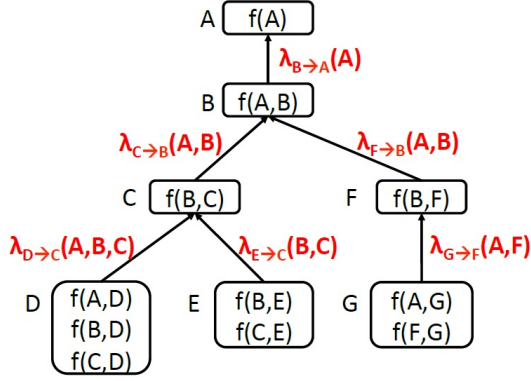 A f(A)
λB→A(A)
B f(A,B)
λC→B(A,B) λF→B(A,B)
C f(B,C) F f(B,F)
λD→C(A,B,C) λE→C(B,C) λG→F(A,F)
D f(A,D) E f(B,E) G f(A,G)
f(B,D) f(C,E) f(F,G)
f(C,D)